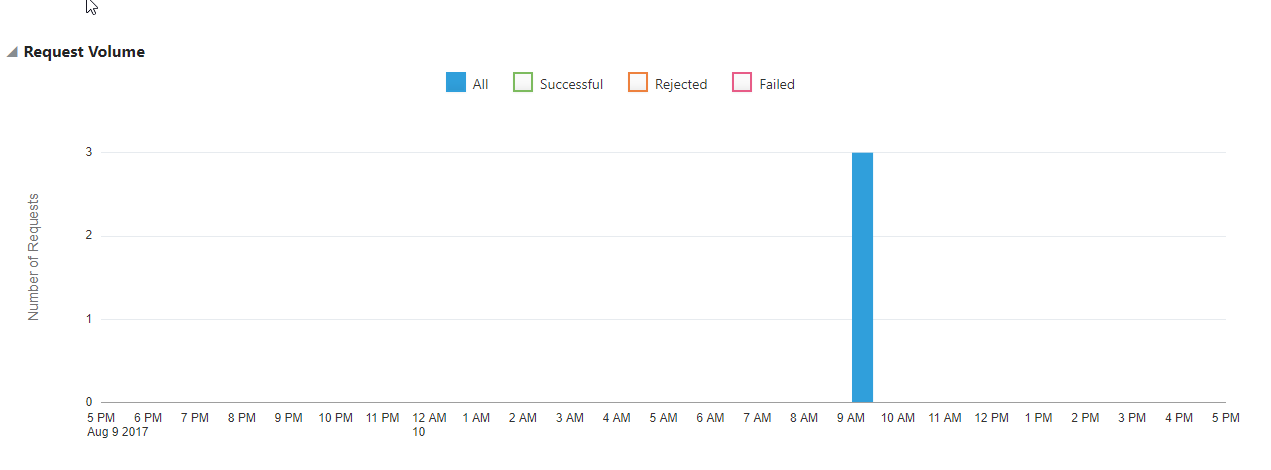 Request Volume
All Successful Rejected Failed
Number of Requests
3
2
1
0
5 PM 6 PM 7 PM 8 PM 9 PM 10 PM 11 PM 12 AM 1 AM 2 AM 3 AM 4 AM 5 AM 6 AM 7 AM 8 AM 9 AM 10 AM 11 AM 12 PM 1 PM 2 PM 3 PM 4 PM 5 PM
Aug 9 2017 10